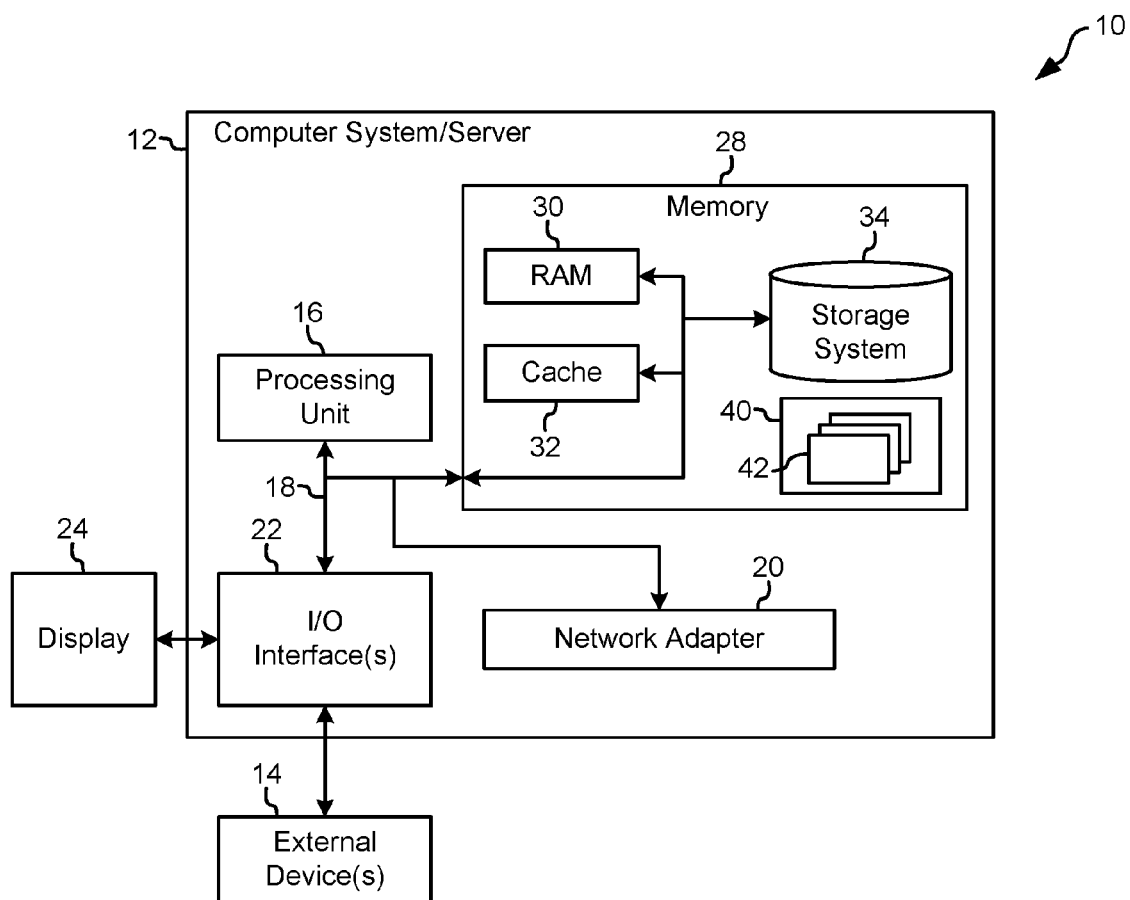 10
12
Computer System/Server
28
Memory
30
RAM
34
Storage
System
16
Processing
Unit
Cache
32
40
42
18
24
Display
22
I/O
Interface(s)
20
Network Adapter
14
External
Device(s)